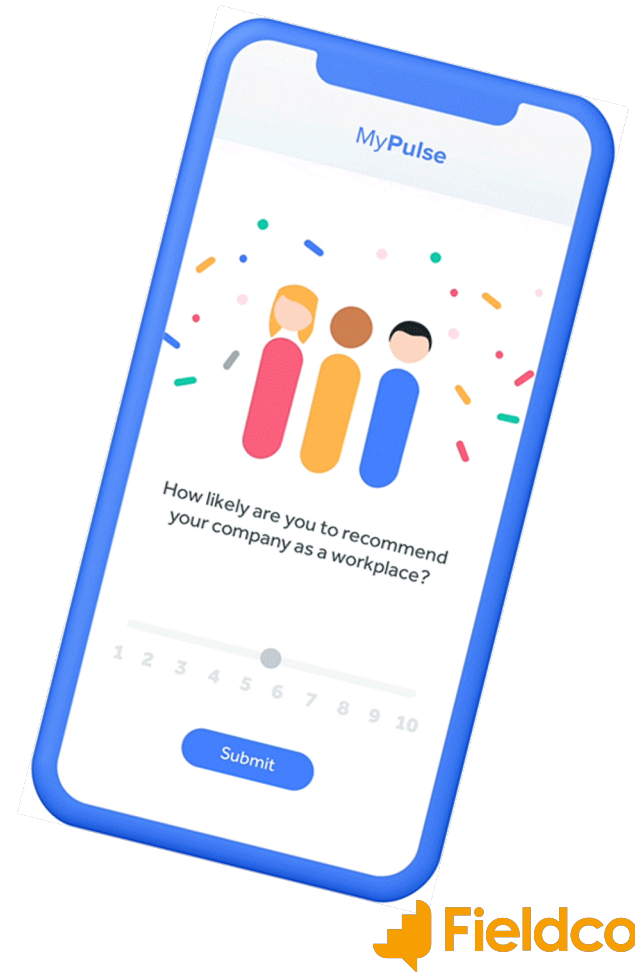 MyPulse
How likely are you to recommend
your company as a workplace?
1 2 3 4 5 6 7 8 9 10
Submit
Fieldco